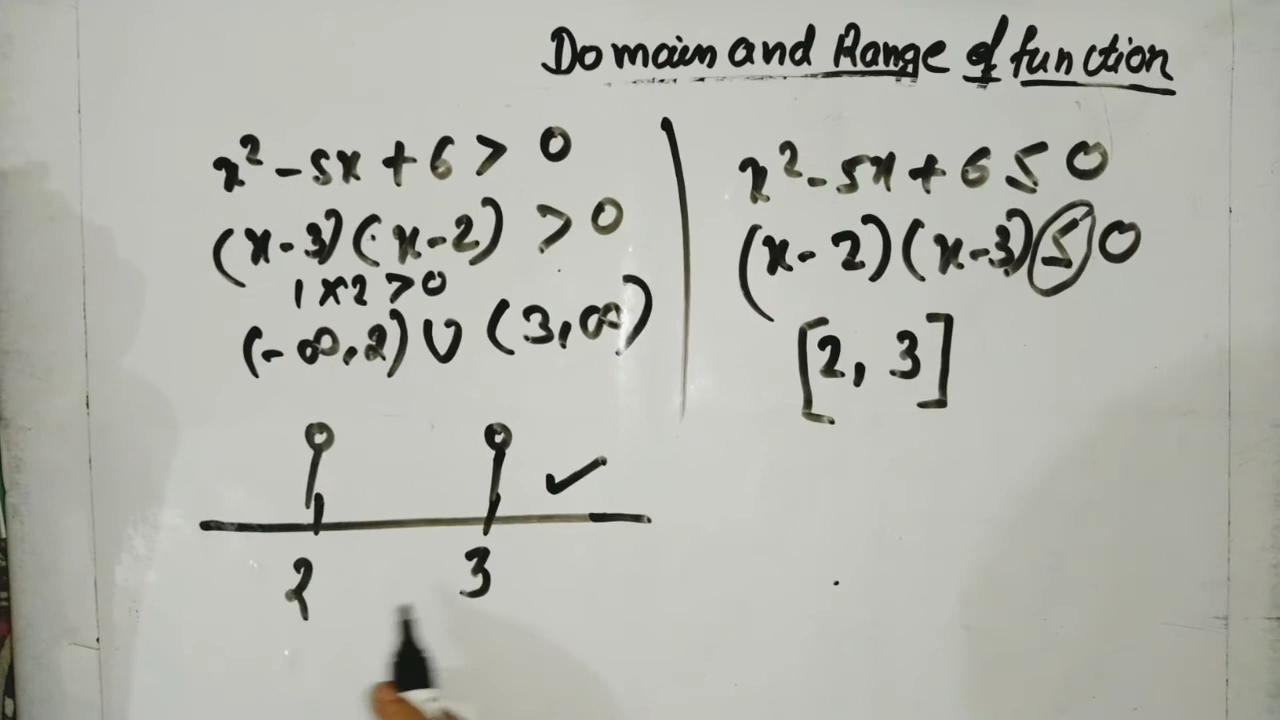 Domain and Range of function
x² - 5x + 6 > 0
(x - 3)(x - 2) > 0
1 x 2 > 0
(-∞, 2) ∪ (3, ∞)
2 3
x² - 5x + 6 ≤ 0
(x - 2)(x - 3) ≤ 0
[2, 3]